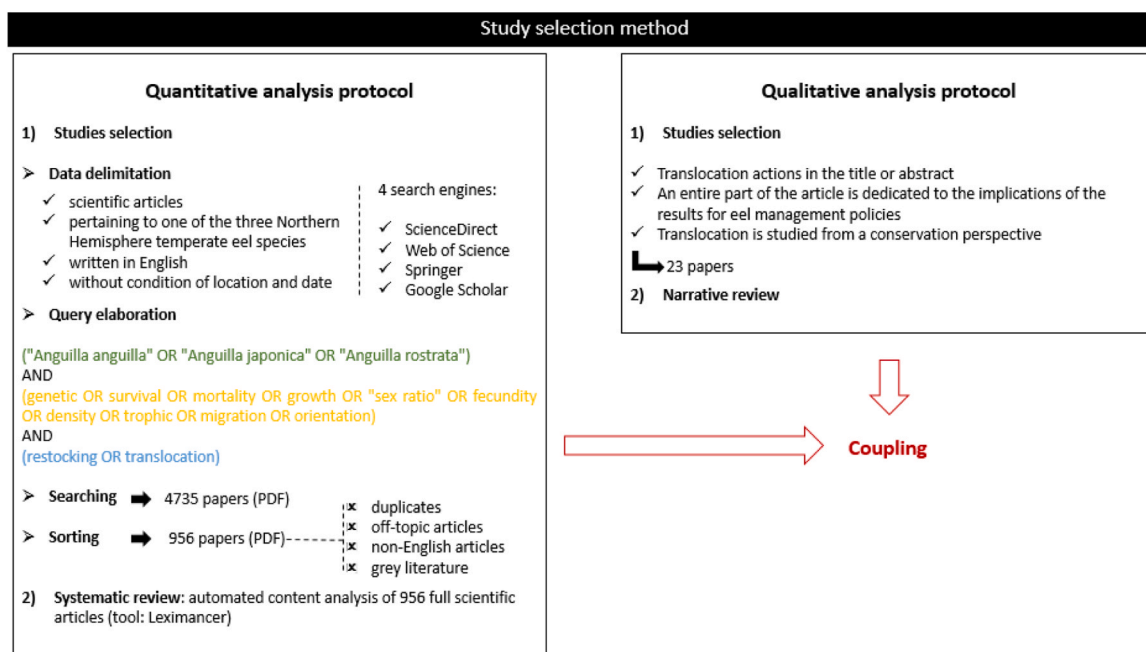 Study selection method
Quantitative analysis protocol
1) Studies selection
➢ Data delimitation
✓ scientific articles
✓ pertaining to one of the three Northern
Hemisphere temperate eel species
✓ written in English
✓ without condition of location and date
4 search engines:
✓ ScienceDirect
✓ Web of Science
✓ Springer
✓ Google Scholar
➢ Query elaboration
("Anguilla anguilla" OR "Anguilla japonica" OR "Anguilla rostrata")
AND
(genetic OR survival OR mortality OR growth OR "sex ratio" OR fecundity
OR density OR trophic OR migration OR orientation)
AND
(restocking OR translocation)
➢ Searching ➡ 4735 papers (PDF)
➢ Sorting ➡ 956 papers (PDF)
x duplicates
x off-topic articles
x non-English articles
x grey literature
2) Systematic review: automated content analysis of 956 full scientific
articles (tool: Leximancer)
Qualitative analysis protocol
1) Studies selection
✓ Translocation actions in the title or abstract
✓ An entire part of the article is dedicated to the implications of the
results for eel management policies
✓ Translocation is studied from a conservation perspective
23 papers
2) Narrative review
Coupling